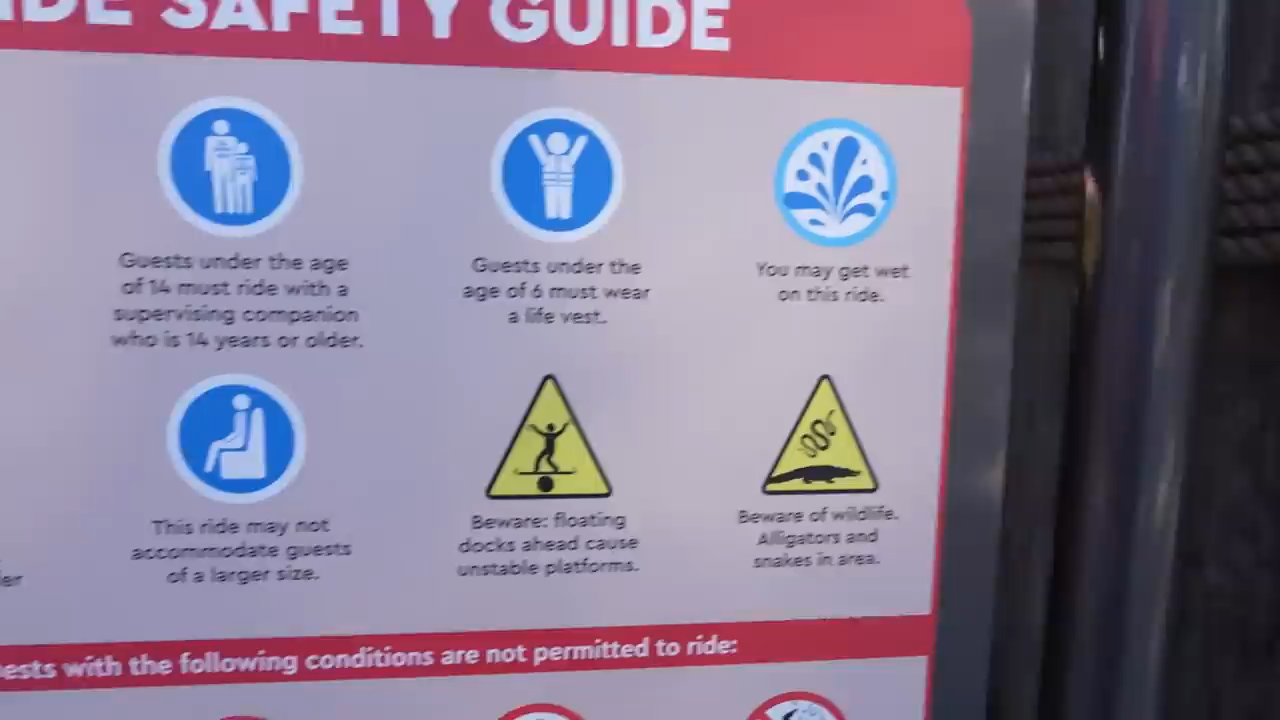 IDE SAFETY GUIDE
Guests under the age
of 14 must ride with a
supervising companion
who is 14 years or older.
Guests under the
age of 6 must wear
a life vest.
You may get wet
on this ride.
This ride may not
accommodate guests
of a larger size.
Beware: floating
docks ahead cause
unstable platforms.
Beware of wildlife.
Alligators and
snakes in area.
ests with the following conditions are not permitted to ride: